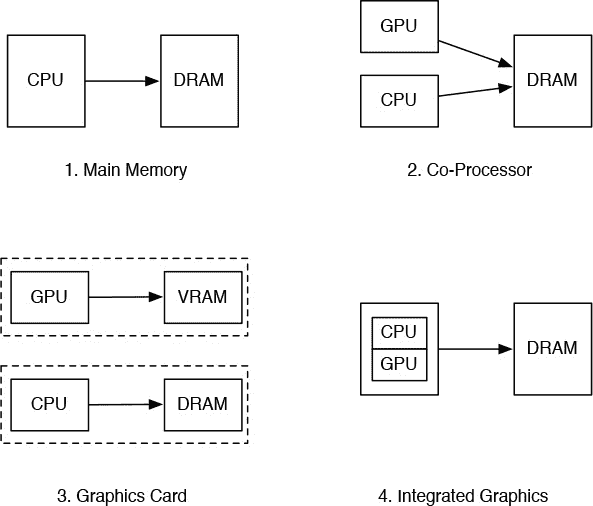 CPU
DRAM
1. Main Memory
GPU
CPU
DRAM
2. Co-Processor
GPU
VRAM
CPU
DRAM
3. Graphics Card
CPU
GPU
DRAM
4. Integrated Graphics